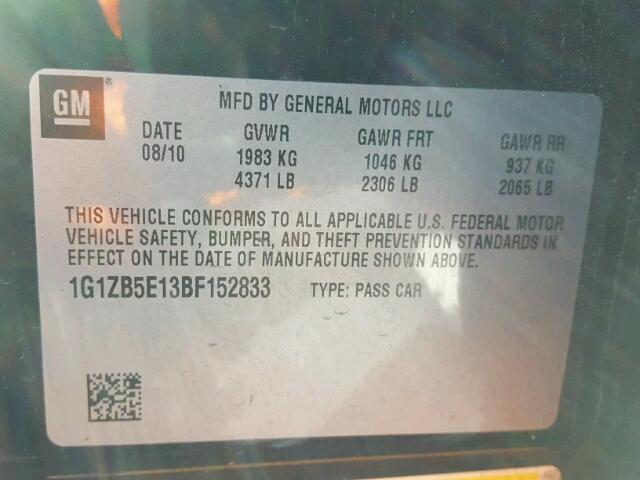 GM
MFD BY GENERAL MOTORS LLC
DATE GVWR GAWR FRT GAWR RR
08/10 1983 KG 1046 KG 937 KG
4371 LB 2306 LB 2065 LB
THIS VEHICLE CONFORMS TO ALL APPLICABLE U.S. FEDERAL MOTOR
VEHICLE SAFETY, BUMPER, AND THEFT PREVENTION STANDARDS IN
EFFECT ON THE DATE OF MANUFACTURE SHOWN ABOVE.
1G1ZB5E13BF152833 TYPE: PASS CAR